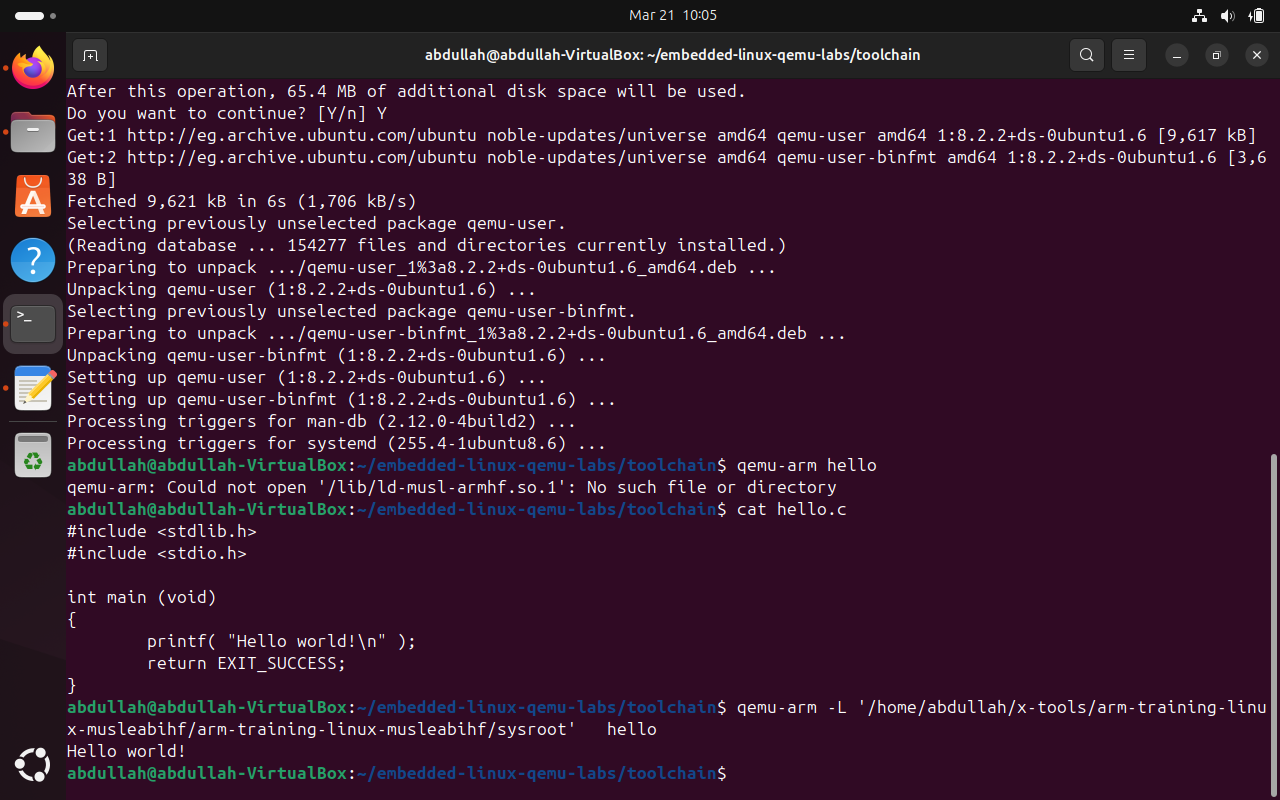 Mar 21 10:05
abdullah@abdullah-VirtualBox: ~/embedded-linux-qemu-labs/toolchain
After this operation, 65.4 MB of additional disk space will be used.
Do you want to continue? [Y/n] Y
Get:1 http://eg.archive.ubuntu.com/ubuntu noble-updates/universe amd64 qemu-user amd64 1:8.2.2+ds-0ubuntu1.6 [9,617 kB]
Get:2 http://eg.archive.ubuntu.com/ubuntu noble-updates/universe amd64 qemu-user-binfmt amd64 1:8.2.2+ds-0ubuntu1.6 [3,6
38 B]
Fetched 9,621 kB in 6s (1,706 kB/s)
Selecting previously unselected package qemu-user.
(Reading database ... 154277 files and directories currently installed.)
Preparing to unpack .../qemu-user_1%3a8.2.2+ds-0ubuntu1.6_amd64.deb ...
Unpacking qemu-user (1:8.2.2+ds-0ubuntu1.6) ...
Selecting previously unselected package qemu-user-binfmt.
Preparing to unpack .../qemu-user-binfmt_1%3a8.2.2+ds-0ubuntu1.6_amd64.deb ...
Unpacking qemu-user-binfmt (1:8.2.2+ds-0ubuntu1.6) ...
Setting up qemu-user (1:8.2.2+ds-0ubuntu1.6) ...
Setting up qemu-user-binfmt (1:8.2.2+ds-0ubuntu1.6) ...
Processing triggers for man-db (2.12.0-4build2) ...
Processing triggers for systemd (255.4-1ubuntu8.6) ...
abdullah@abdullah-VirtualBox:~/embedded-linux-qemu-labs/toolchain$ qemu-arm hello
qemu-arm: Could not open '/lib/ld-musl-armhf.so.1': No such file or directory
abdullah@abdullah-VirtualBox:~/embedded-linux-qemu-labs/toolchain$ cat hello.c
#include <stdlib.h>
#include <stdio.h>

int main (void)
{
        printf( "Hello world!\n" );
        return EXIT_SUCCESS;
}
abdullah@abdullah-VirtualBox:~/embedded-linux-qemu-labs/toolchain$ qemu-arm -L '/home/abdullah/x-tools/arm-training-linu
x-musleabihf/arm-training-linux-musleabihf/sysroot'   hello
Hello world!
abdullah@abdullah-VirtualBox:~/embedded-linux-qemu-labs/toolchain$